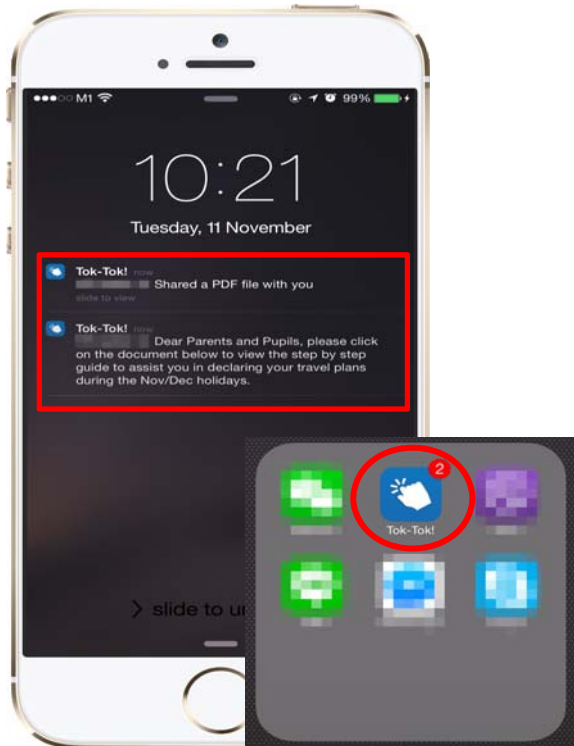 M1 99%
10:21
Tuesday, 11 November
Tok-Tok! now
Shared a PDF file with you
slide to view
Tok-Tok! now
Dear Parents and Pupils, please click
on the document below to view the step by step
guide to assist you in declaring your travel plans
during the Nov/Dec holidays.
> slide to un
2
Tok-Tok!